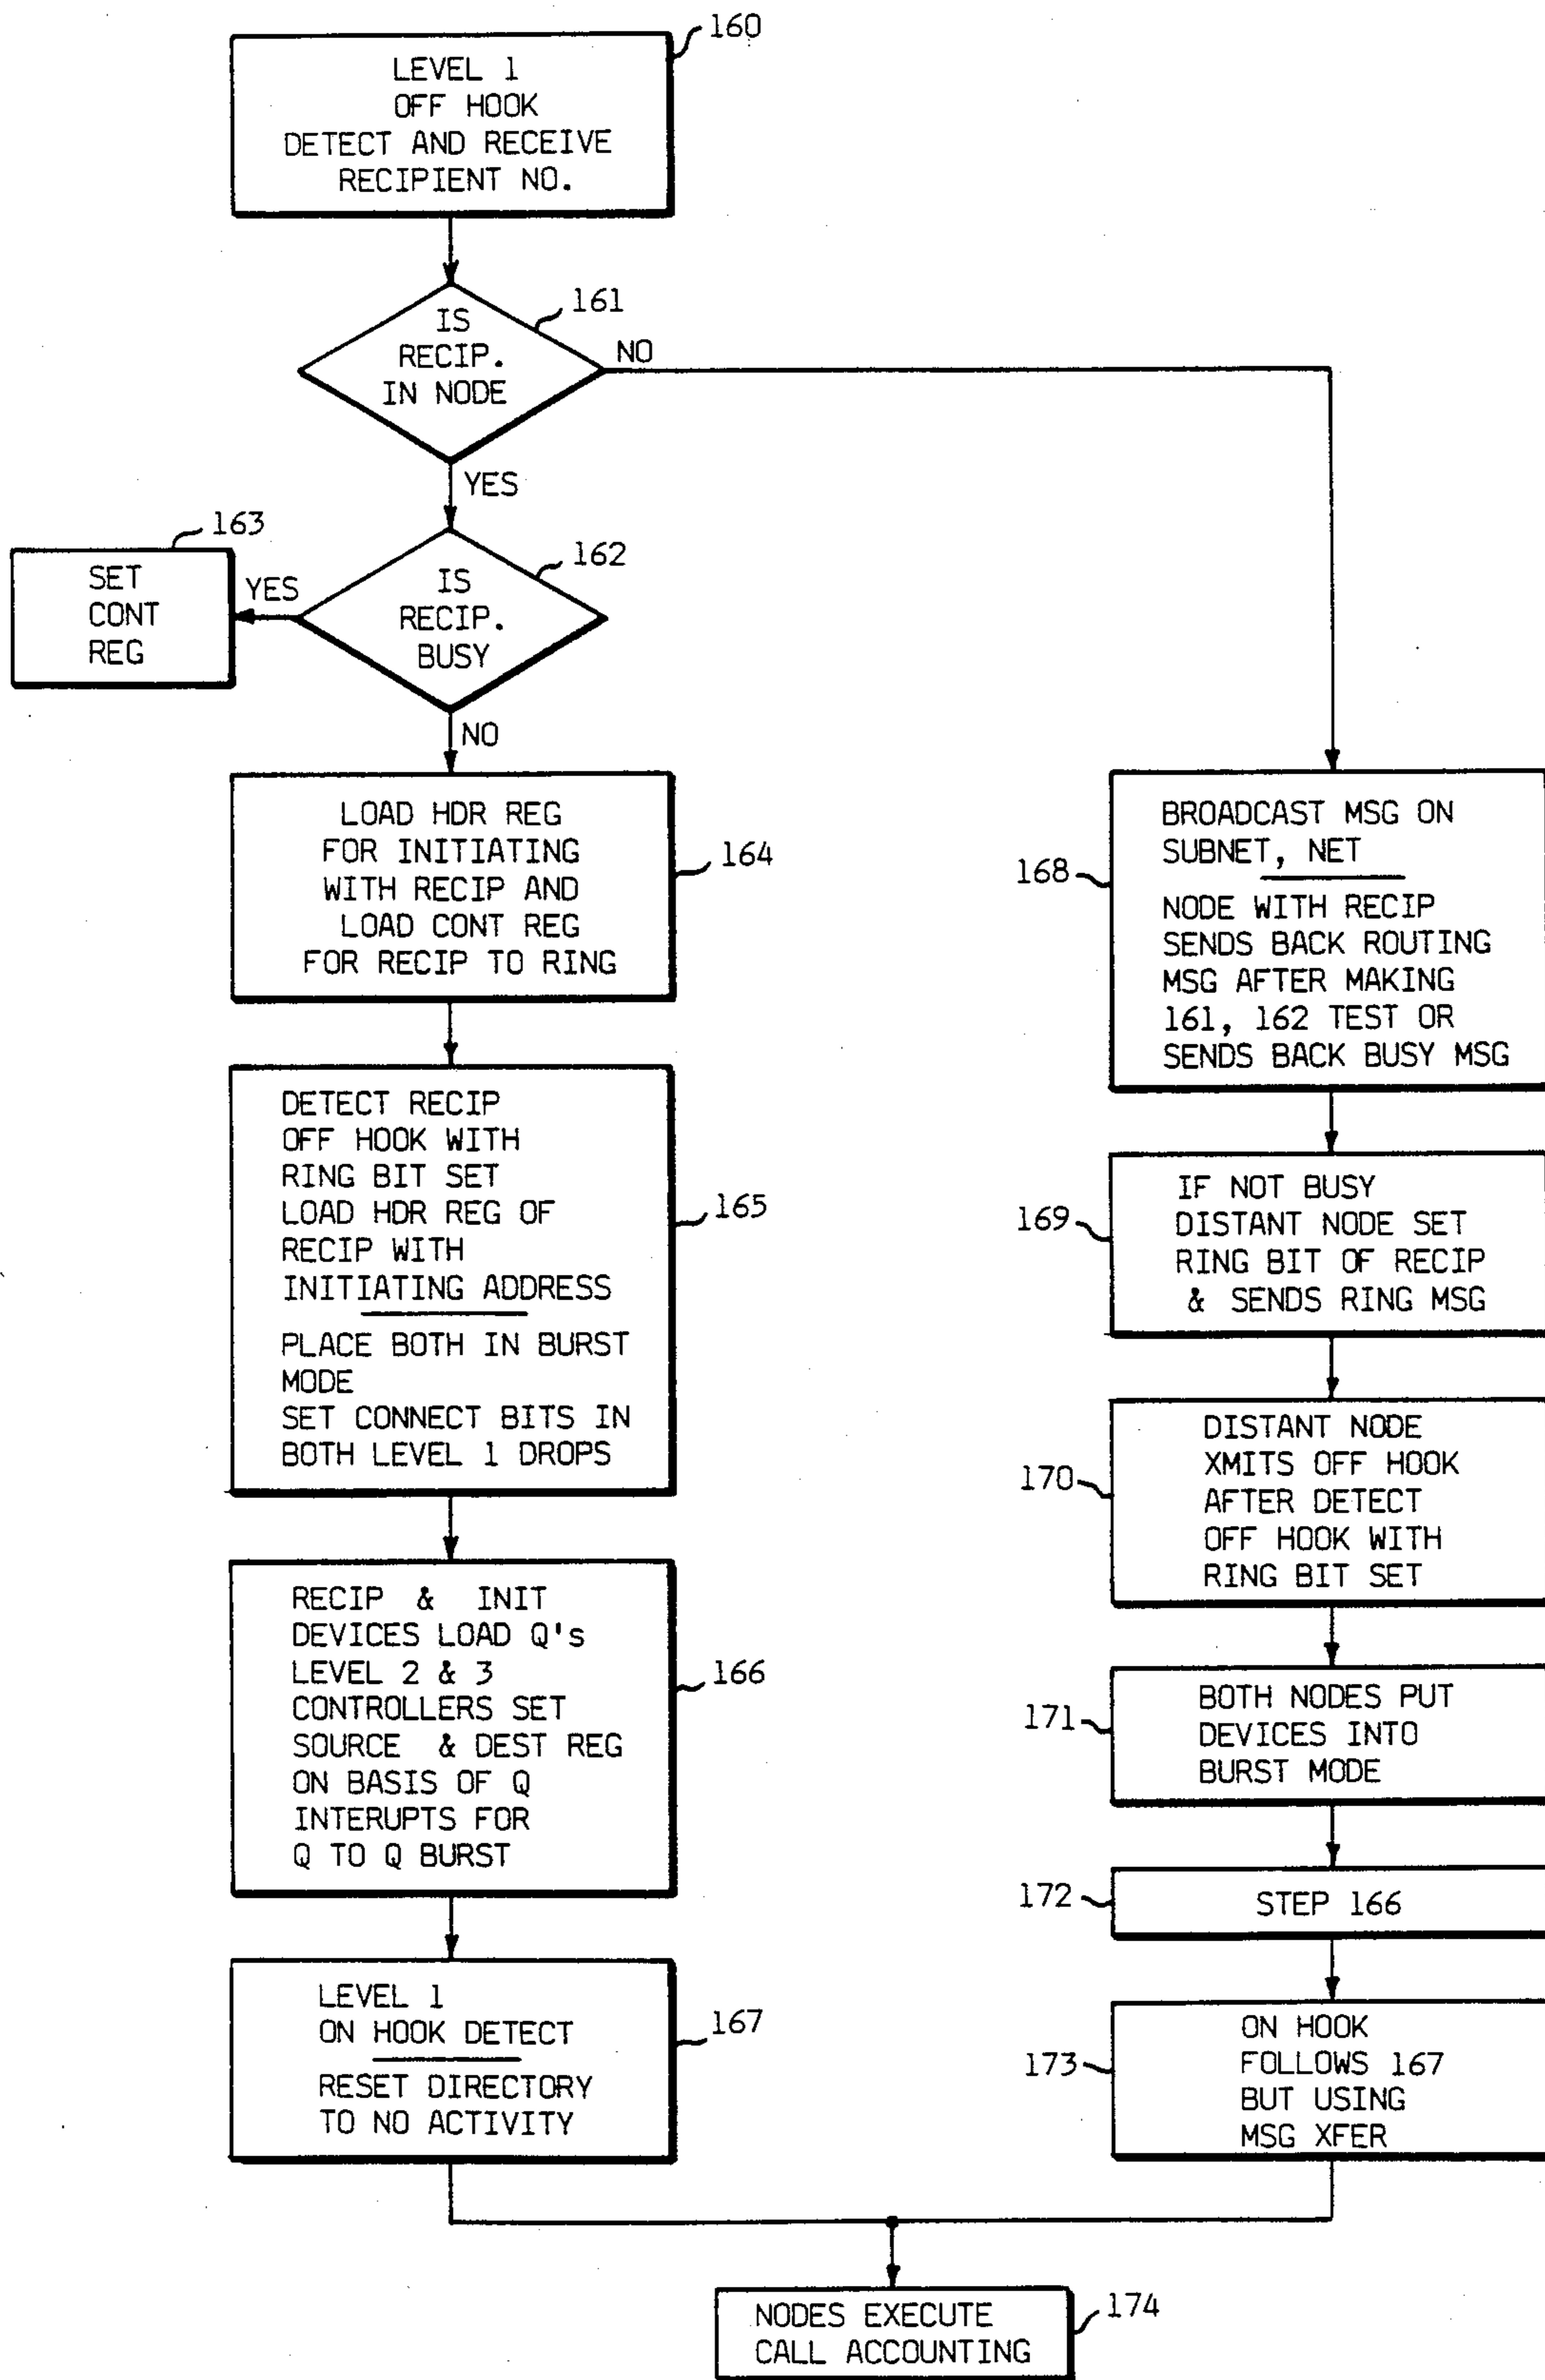 160
LEVEL 1
OFF HOOK
DETECT AND RECEIVE
RECIPIENT NO.
161
IS
RECIP.
IN NODE
NO
YES
163
SET
CONT
REG
YES
162
IS
RECIP.
BUSY
NO
164
LOAD HDR REG
FOR INITIATING
WITH RECIP AND
LOAD CONT REG
FOR RECIP TO RING
165
DETECT RECIP
OFF HOOK WITH
RING BIT SET
LOAD HDR REG OF
RECIP WITH
INITIATING ADDRESS
PLACE BOTH IN BURST
MODE
SET CONNECT BITS IN
BOTH LEVEL 1 DROPS
166
RECIP & INIT
DEVICES LOAD Q's
LEVEL 2 & 3
CONTROLLERS SET
SOURCE & DEST REG
ON BASIS OF Q
INTERUPTS FOR
Q TO Q BURST
167
LEVEL 1
ON HOOK DETECT
RESET DIRECTORY
TO NO ACTIVITY
168
BROADCAST MSG ON
SUBNET, NET
NODE WITH RECIP
SENDS BACK ROUTING
MSG AFTER MAKING
161, 162 TEST OR
SENDS BACK BUSY MSG
169
IF NOT BUSY
DISTANT NODE SET
RING BIT OF RECIP
& SENDS RING MSG
170
DISTANT NODE
XMITS OFF HOOK
AFTER DETECT
OFF HOOK WITH
RING BIT SET
171
BOTH NODES PUT
DEVICES INTO
BURST MODE
172
STEP 166
173
ON HOOK
FOLLOWS 167
BUT USING
MSG XFER
174
NODES EXECUTE
CALL ACCOUNTING